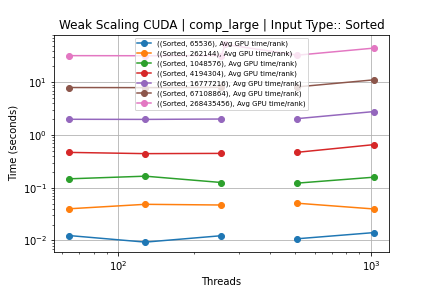 Weak Scaling CUDA | comp_large | Input Type:: Sorted
((Sorted, 65536), Avg GPU time/rank)
((Sorted, 262144), Avg GPU time/rank)
((Sorted, 1048576), Avg GPU time/rank)
((Sorted, 4194304), Avg GPU time/rank)
((Sorted, 16777216), Avg GPU time/rank)
((Sorted, 67108864), Avg GPU time/rank)
((Sorted, 268435456), Avg GPU time/rank)
Time (seconds)
10¹
10⁰
10⁻¹
10⁻²
10²
10³
Threads